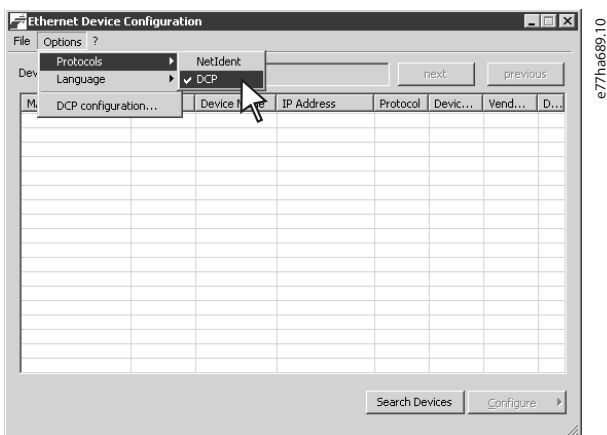 Ethernet Device Configuration
File Options ?
Protocols
Language
DCP configuration...
NetIdent
DCP
Dev
next
previous
M
Device N
IP Address
Protocol
Devic...
Vend...
D...
Search Devices
Configure
e77ha689.10